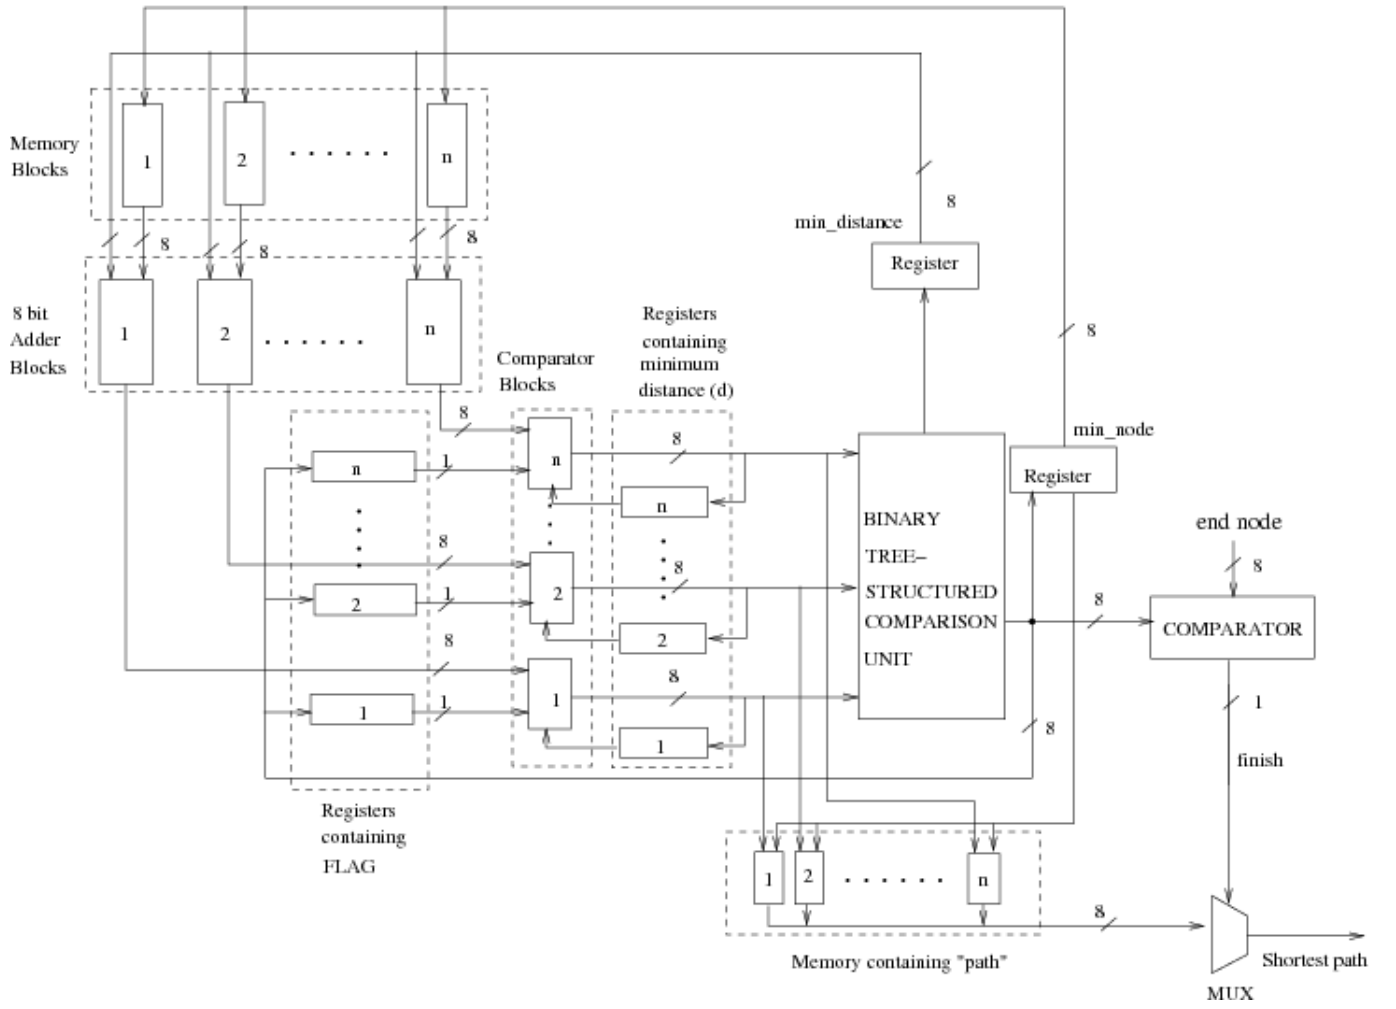 Memory
Blocks
1
2
n
8
8
8
8 bit
Adder
Blocks
1
2
n
min_distance
8
Register
8
min_node
Register
Registers
containing
minimum
distance (d)
Comparator
Blocks
8
n
1
n
8
n
8
2
1
2
8
2
8
1
1
1
8
1
BINARY
TREE-
STRUCTURED
COMPARISON
UNIT
8
8
end node
8
COMPARATOR
1
finish
Registers
containing
FLAG
1
2
n
8
Memory containing "path"
Shortest path
MUX